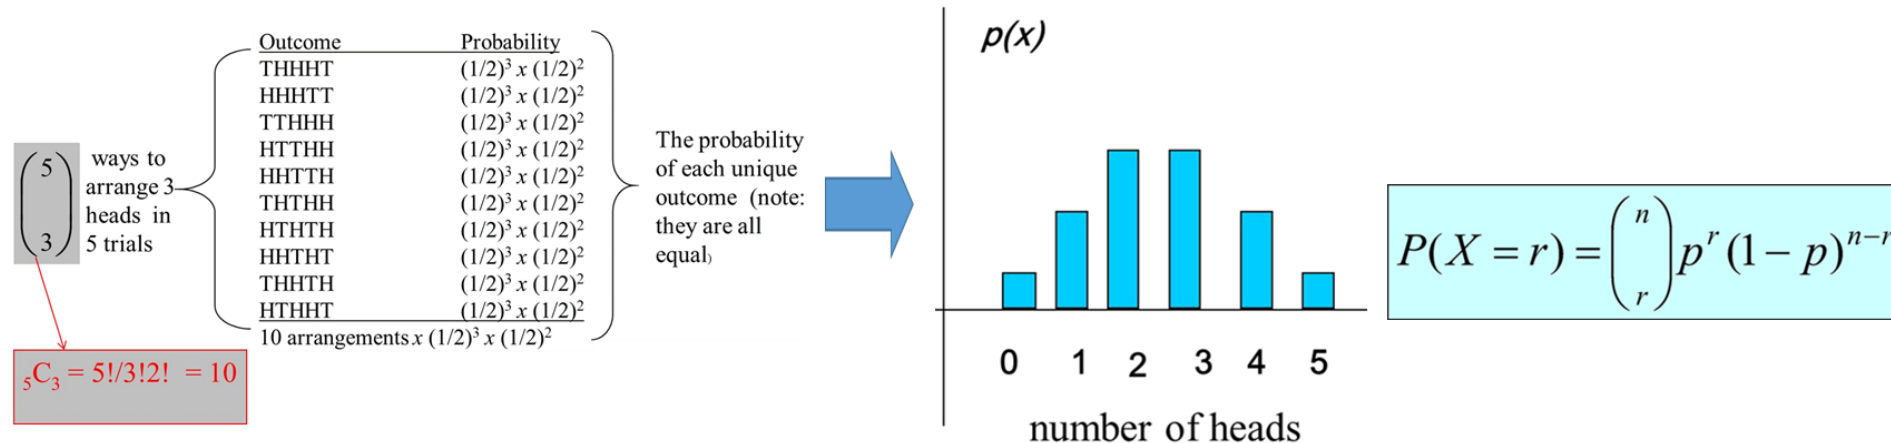 (5
3)
ways to
arrange 3
heads in
5 trials
₅C₃ = 5!/3!2! = 10
Outcome Probability
THHHT (1/2)³ x (1/2)²
HHHTT (1/2)³ x (1/2)²
TTHHH (1/2)³ x (1/2)²
HTTHH (1/2)³ x (1/2)²
HHTTH (1/2)³ x (1/2)²
THTHH (1/2)³ x (1/2)²
HTHTH (1/2)³ x (1/2)²
HHTHT (1/2)³ x (1/2)²
THHTH (1/2)³ x (1/2)²
HTHHT (1/2)³ x (1/2)²
10 arrangements x (1/2)³ x (1/2)²
The probability
of each unique
outcome (note:
they are all
equal)
p(x)
0 1 2 3 4 5
number of heads
P(X = r) = (n r) pʳ (1 − p)ⁿ⁻ʳ